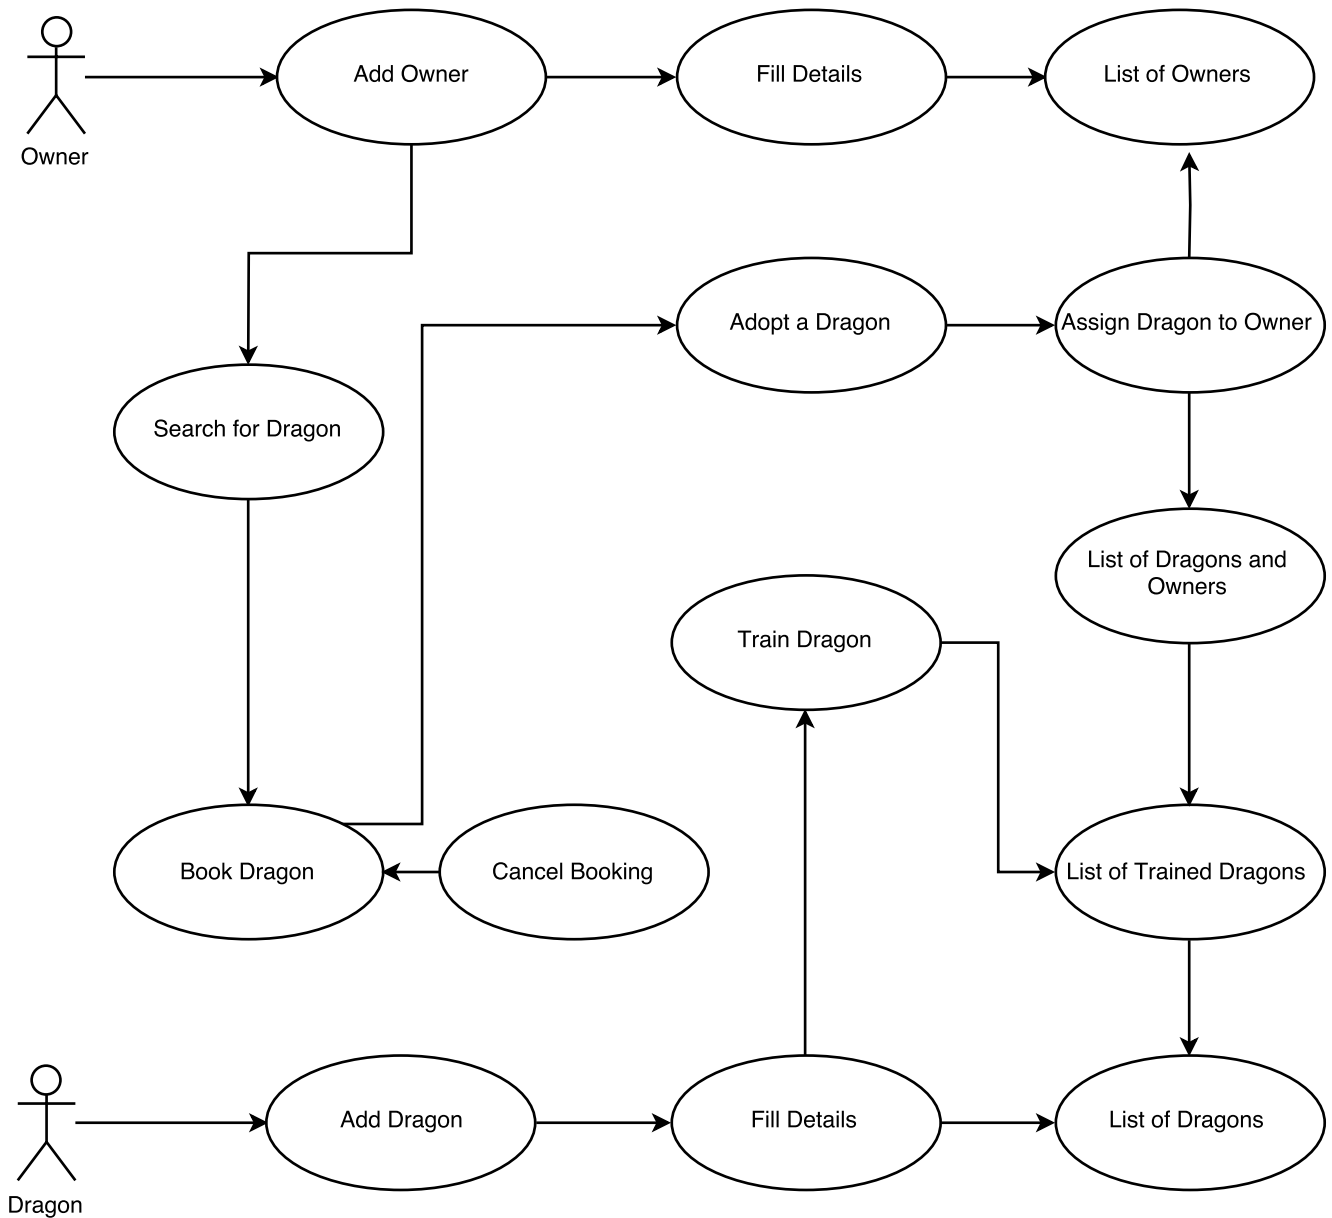 Add Owner
Fill Details
List of Owners
Owner
Adopt a Dragon
Assign Dragon to Owner
Search for Dragon
List of Dragons and
Owners
Train Dragon
Book Dragon
Cancel Booking
List of Trained Dragons
Add Dragon
Fill Details
List of Dragons
Dragon